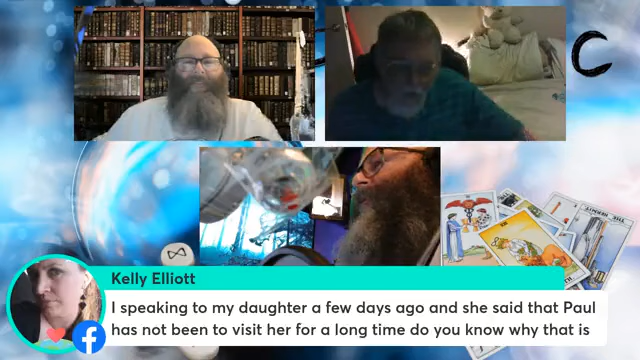 Kelly Elliott
I speaking to my daughter a few days ago and she said that Paul
has not been to visit her for a long time do you know why that is